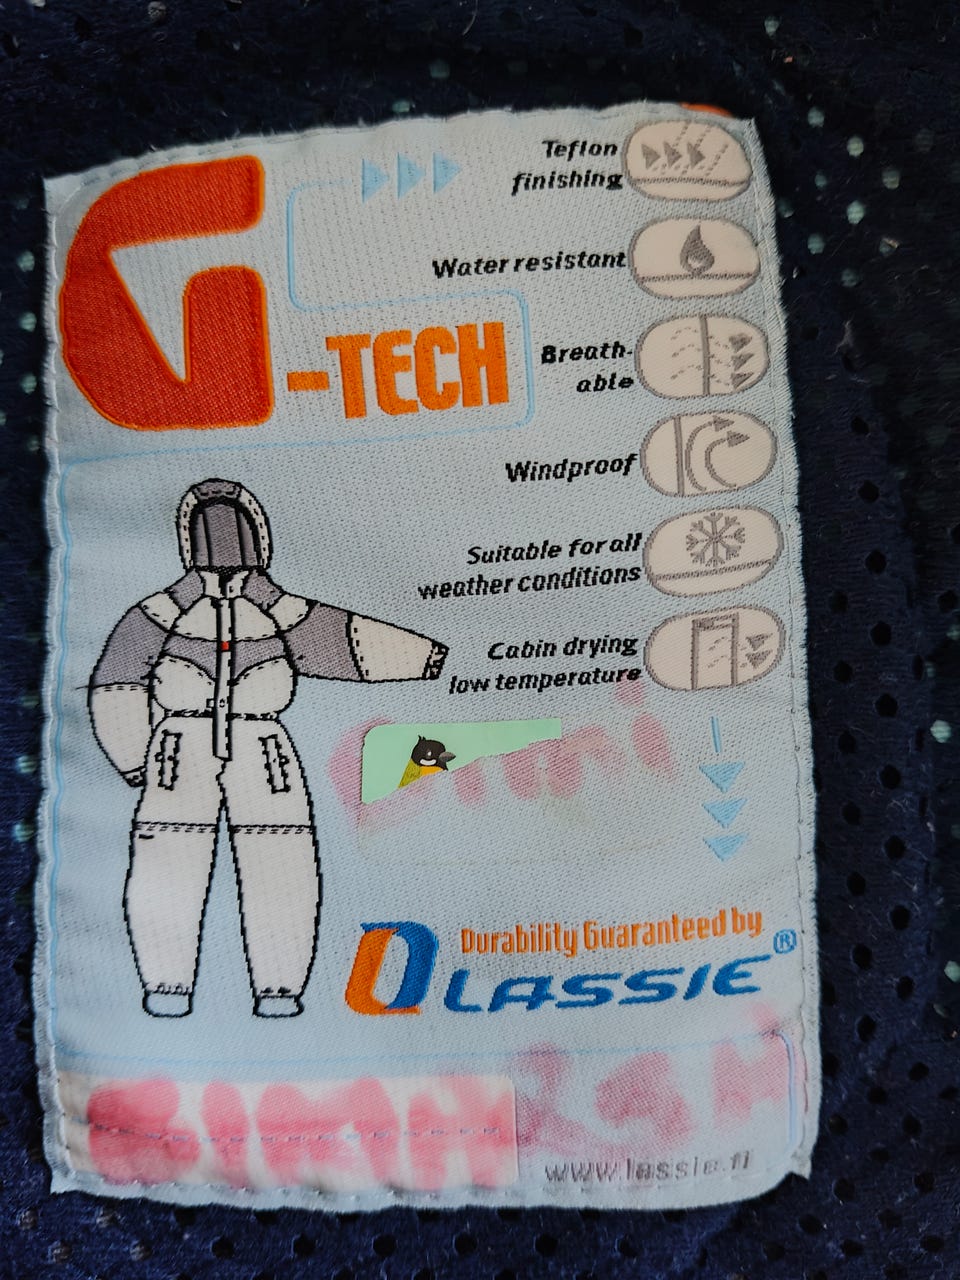 G-TECH
Teflon
finishing
Water resistant
Breath-
able
Windproof
Suitable for all
weather conditions
Cabin drying
low temperature
Durability Guaranteed by
LASSIE®
www.lassie.fi